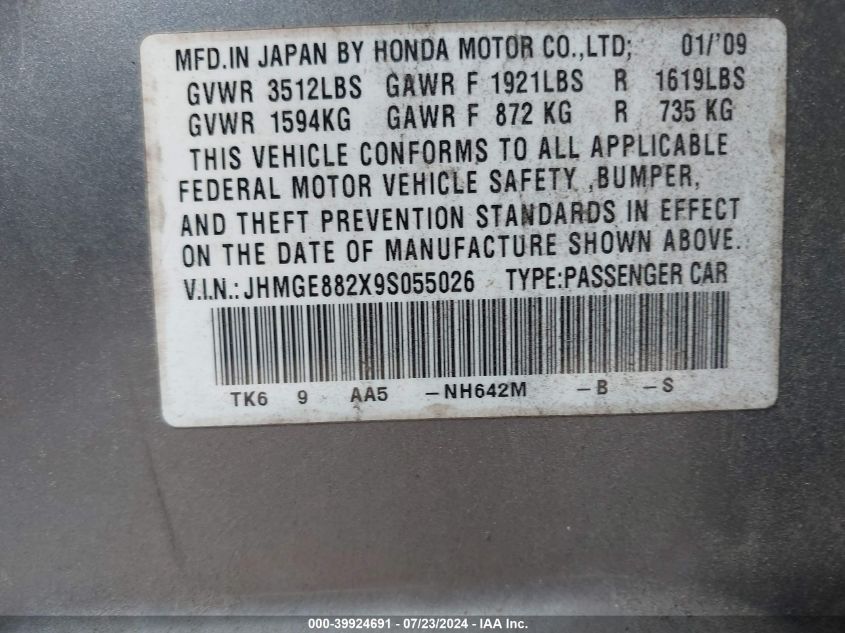 MFD.IN JAPAN BY HONDA MOTOR CO.,LTD; 01/'09
GVWR 3512LBS GAWR F 1921LBS R 1619LBS
GVWR 1594KG GAWR F 872 KG R 735 KG
THIS VEHICLE CONFORMS TO ALL APPLICABLE
FEDERAL MOTOR VEHICLE SAFETY ,BUMPER,
AND THEFT PREVENTION STANDARDS IN EFFECT
ON THE DATE OF MANUFACTURE SHOWN ABOVE.
V.I.N.: JHMGE882X9S055026 TYPE:PASSENGER CAR
TK6 9 AA5 -NH642M -B -S
000-39924691 - 07/23/2024 - IAA Inc.